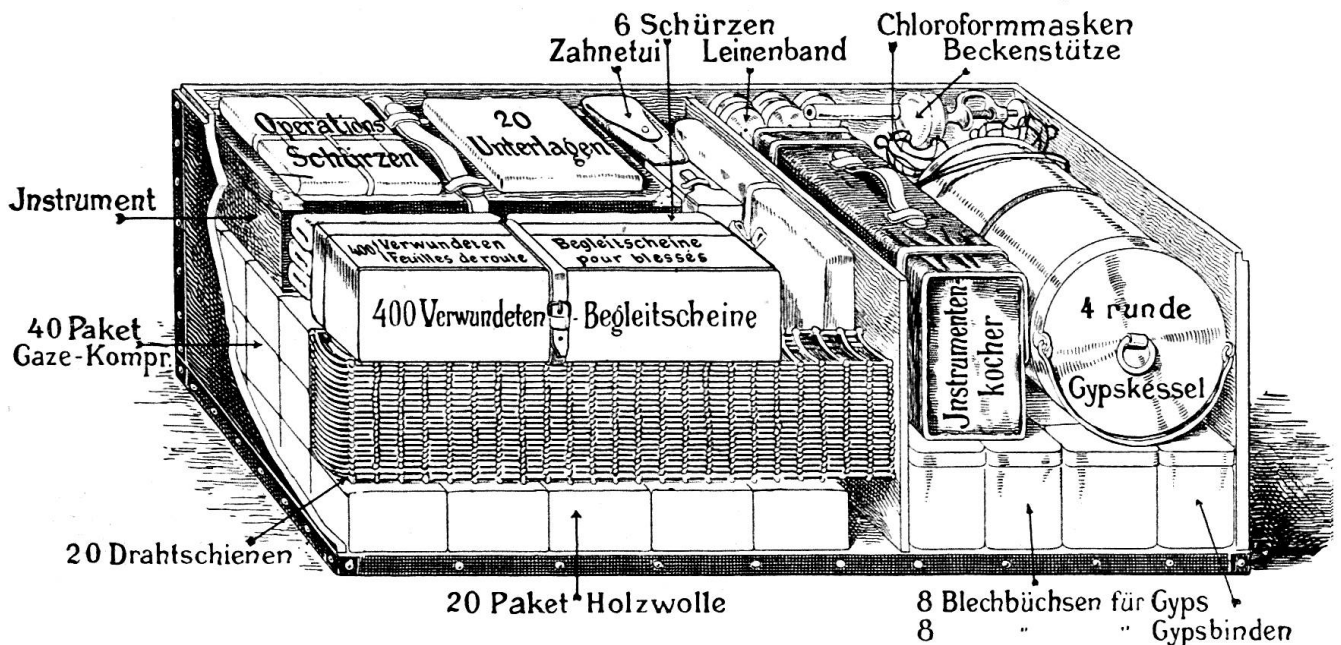 6 Schürzen
Chloroformmasken
Zahnetui
Leinenband
Beckenstütze
Operations
Schürzen
20
Unterlagen
Jnstrument
400 Verwundeten
Feuilles de route
Begleitscheine
pour blessés
400 Verwundeten - Begleitscheine
40 Paket
Gaze-Kompr.
Jnstrumenten-
kocher
4 runde
Gypskessel
20 Drahtschienen
20 Paket Holzwolle
8 Blechbüchsen für Gyps
8 " " Gypsbinden